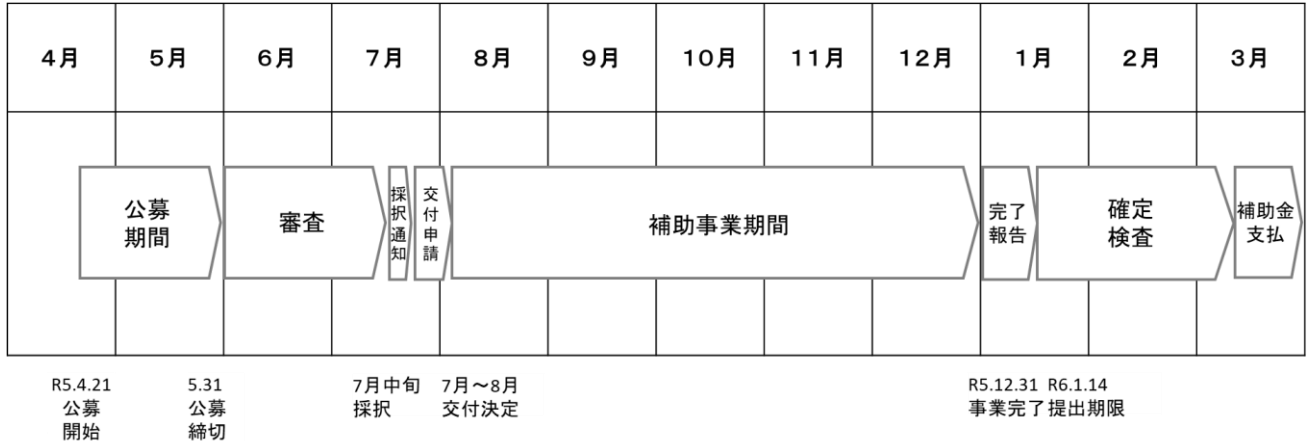 4月 5月 6月 7月 8月 9月 10月 11月 12月 1月 2月 3月
公募
期間
審査
採択通知
交付申請
補助事業期間
完了
報告
確定
検査
補助金
支払
R5.4.21
公募
開始
5.31
公募
締切
7月中旬
採択
7月~8月
交付決定
R5.12.31
事業完了
R6.1.14
提出期限